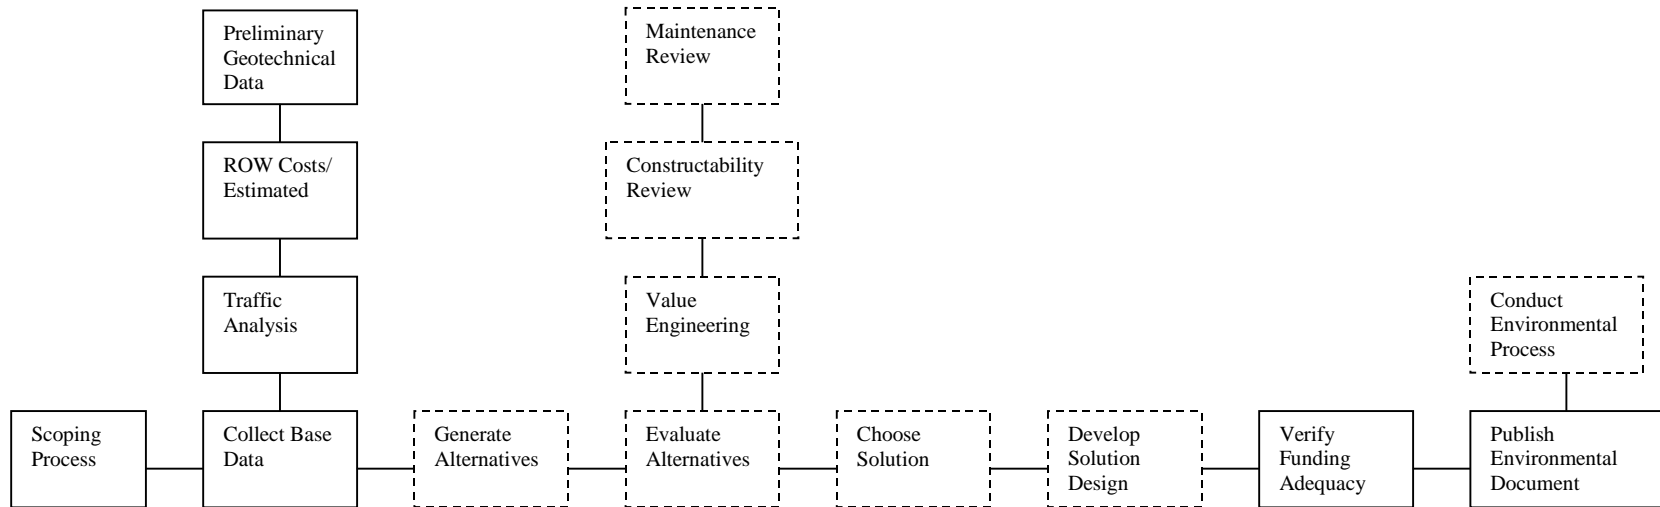 Preliminary
Geotechnical
Data
Maintenance
Review
ROW Costs/
Estimated
Constructability
Review
Traffic
Analysis
Value
Engineering
Conduct
Environmental
Process
Scoping
Process
Collect Base
Data
Generate
Alternatives
Evaluate
Alternatives
Choose
Solution
Develop
Solution
Design
Verify
Funding
Adequacy
Publish
Environmental
Document